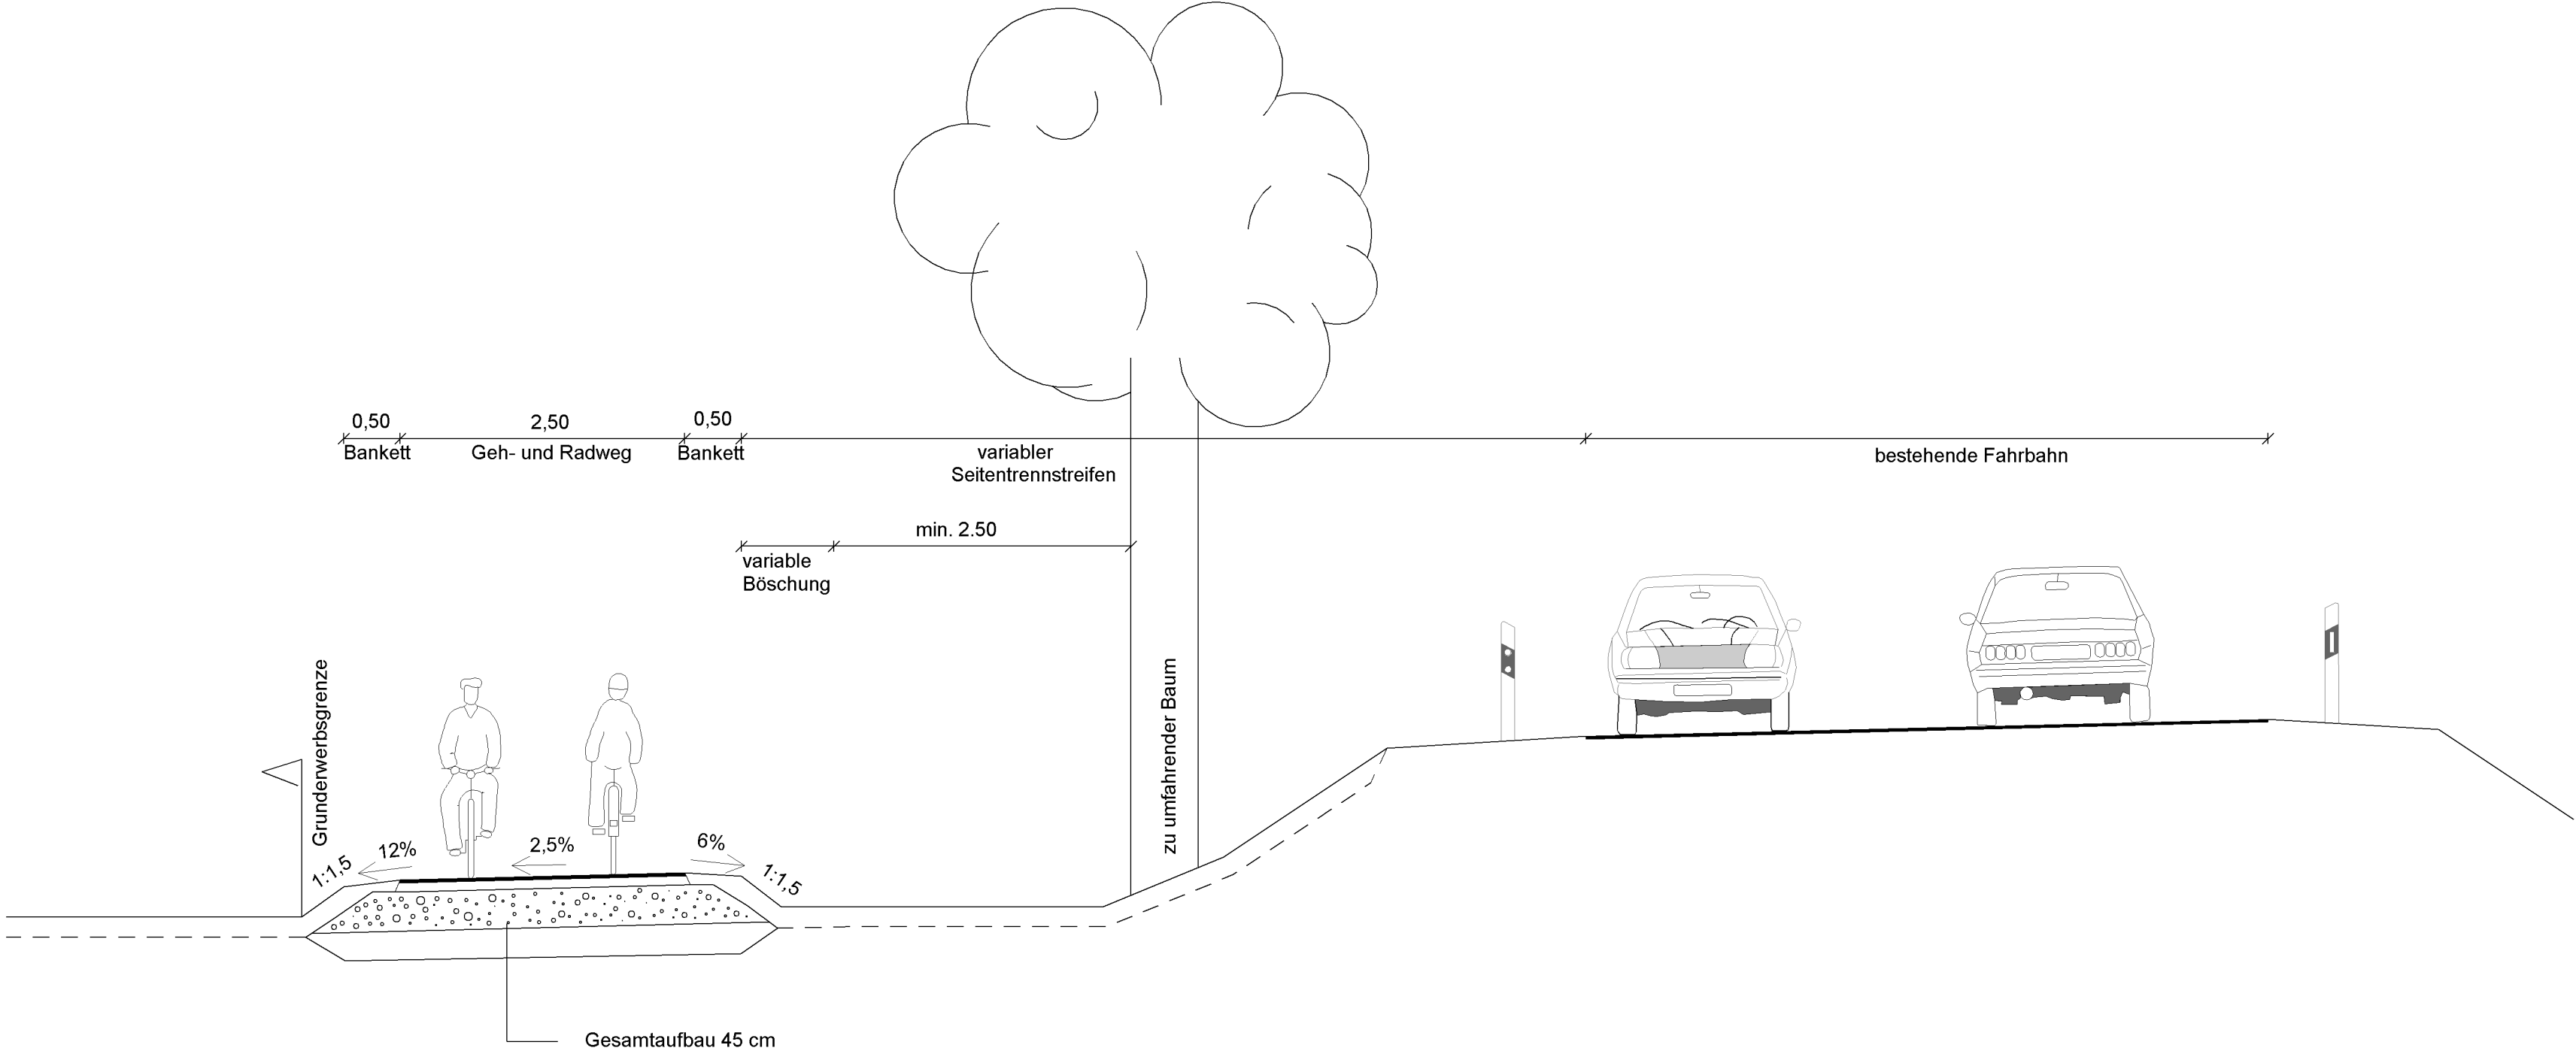 0,50
2,50
0,50
Bankett
Geh- und Radweg
Bankett
variabler
Seitentrennstreifen
bestehende Fahrbahn
min. 2.50
variable
Böschung
Grunderwerbsgrenze
zu umfahrender Baum
1:1,5
12%
2,5%
6%
1:1,5
Gesamtaufbau 45 cm